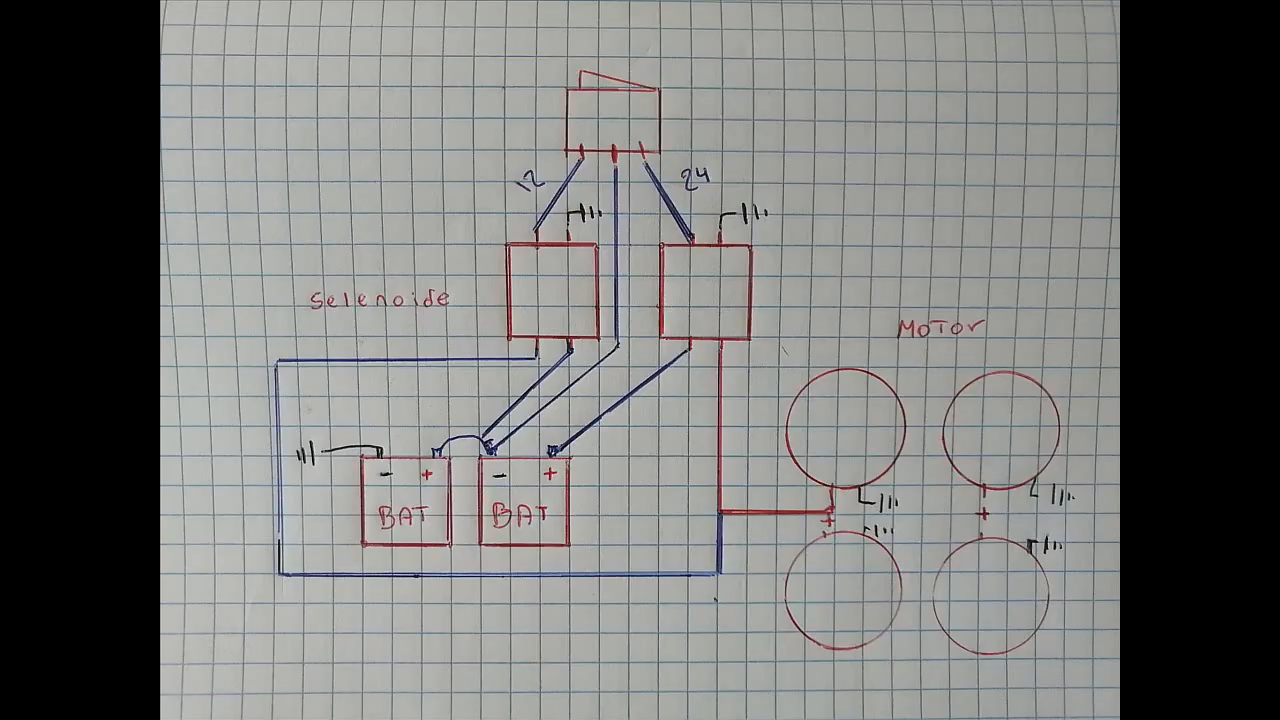 12
24
Selenoide
MOTOR
- +
- +
BAT
BAT
+
+